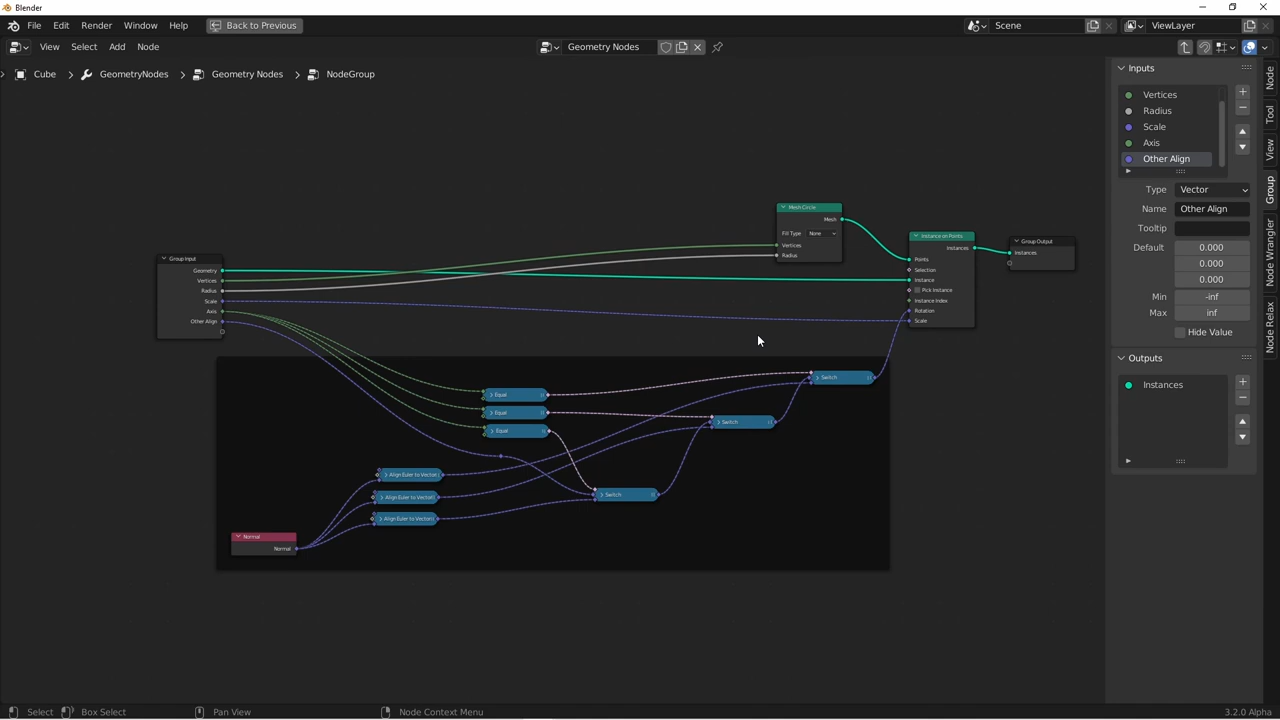 Blender
File Edit Render Window Help Back to Previous Scene ViewLayer
View Select Add Node Geometry Nodes
Cube GeometryNodes Geometry Nodes NodeGroup
Group Input
Geometry
Vertices
Radius
Scale
Axis
Other Align
Mesh Circle
Mesh
Fill Type None
Vertices
Radius
Instance on Points
Instances
Points
Selection
Instance
Pick Instance
Instance Index
Rotation
Scale
Group Output
Instances
Equal
Equal
Equal
Switch
Switch
Switch
Align Euler to Vector
Align Euler to Vector
Align Euler to Vector
Normal
Normal
Inputs
Vertices
Radius
Scale
Axis
Other Align
Type Vector
Name Other Align
Tooltip
Default 0.000
0.000
0.000
Min -inf
Max inf
Hide Value
Outputs
Instances
Node
Tool
View
Group
Node Wrangler
Node Relax
Select Box Select Pan View Node Context Menu 3.2.0 Alpha